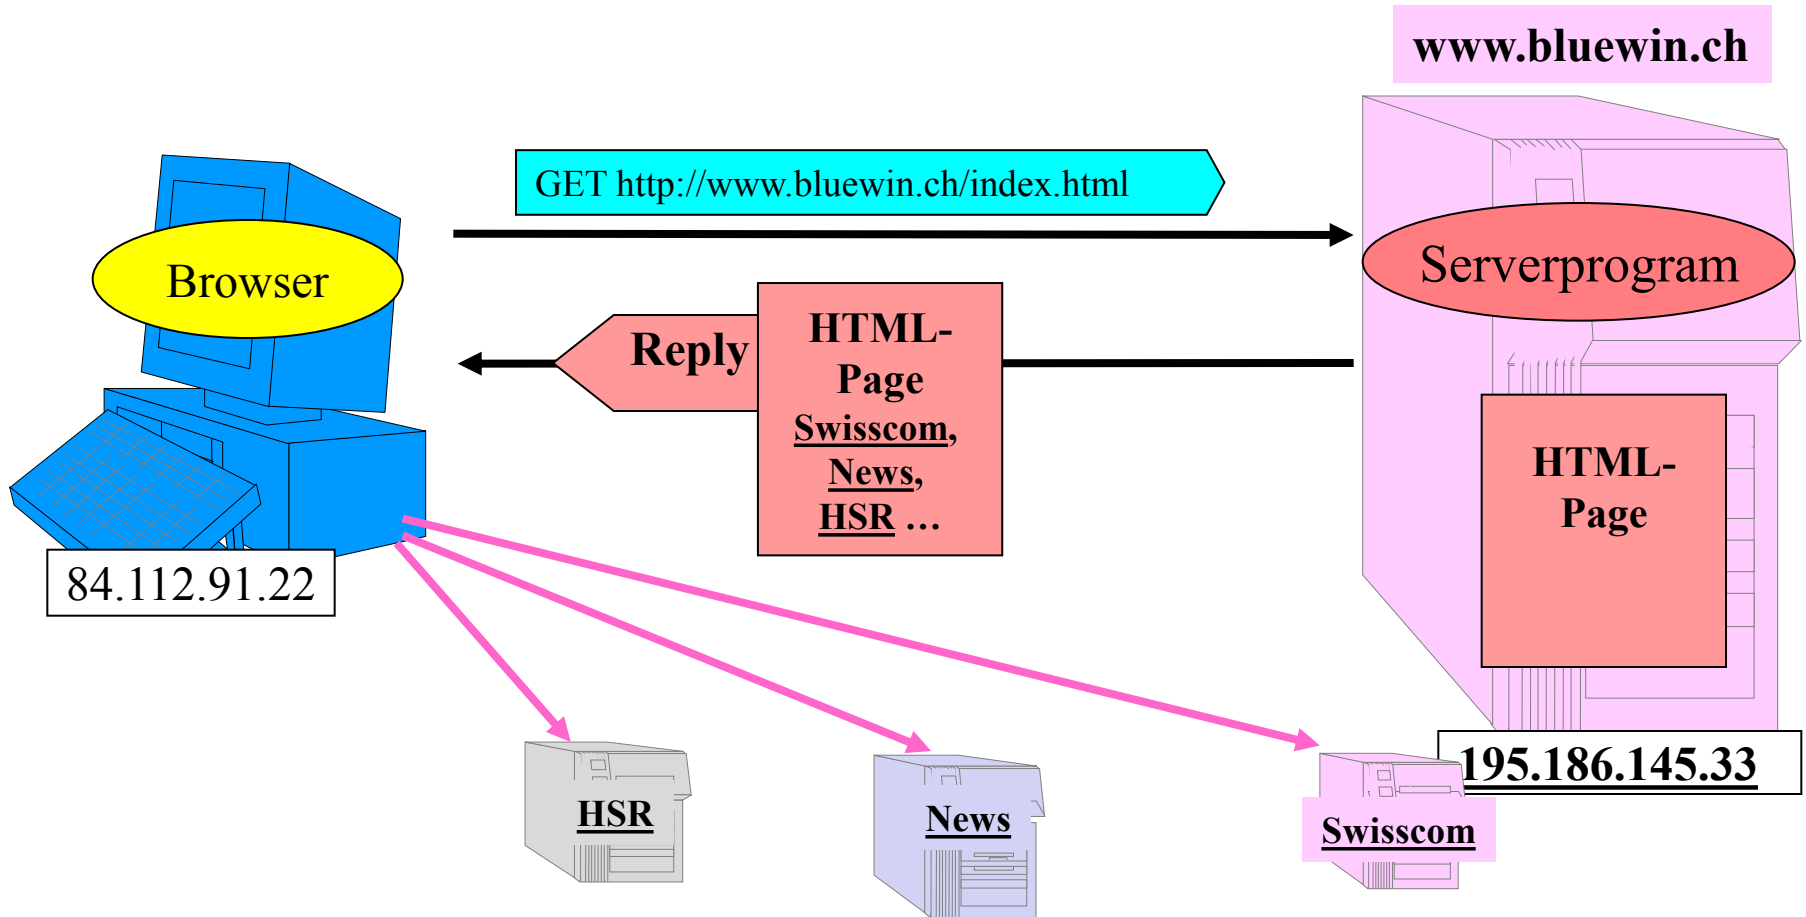 www.bluewin.ch
GET http://www.bluewin.ch/index.html
Browser
Serverprogram
Reply
HTML-
Page
Swisscom,
News,
HSR …
HTML-
Page
84.112.91.22
195.186.145.33
HSR
News
Swisscom